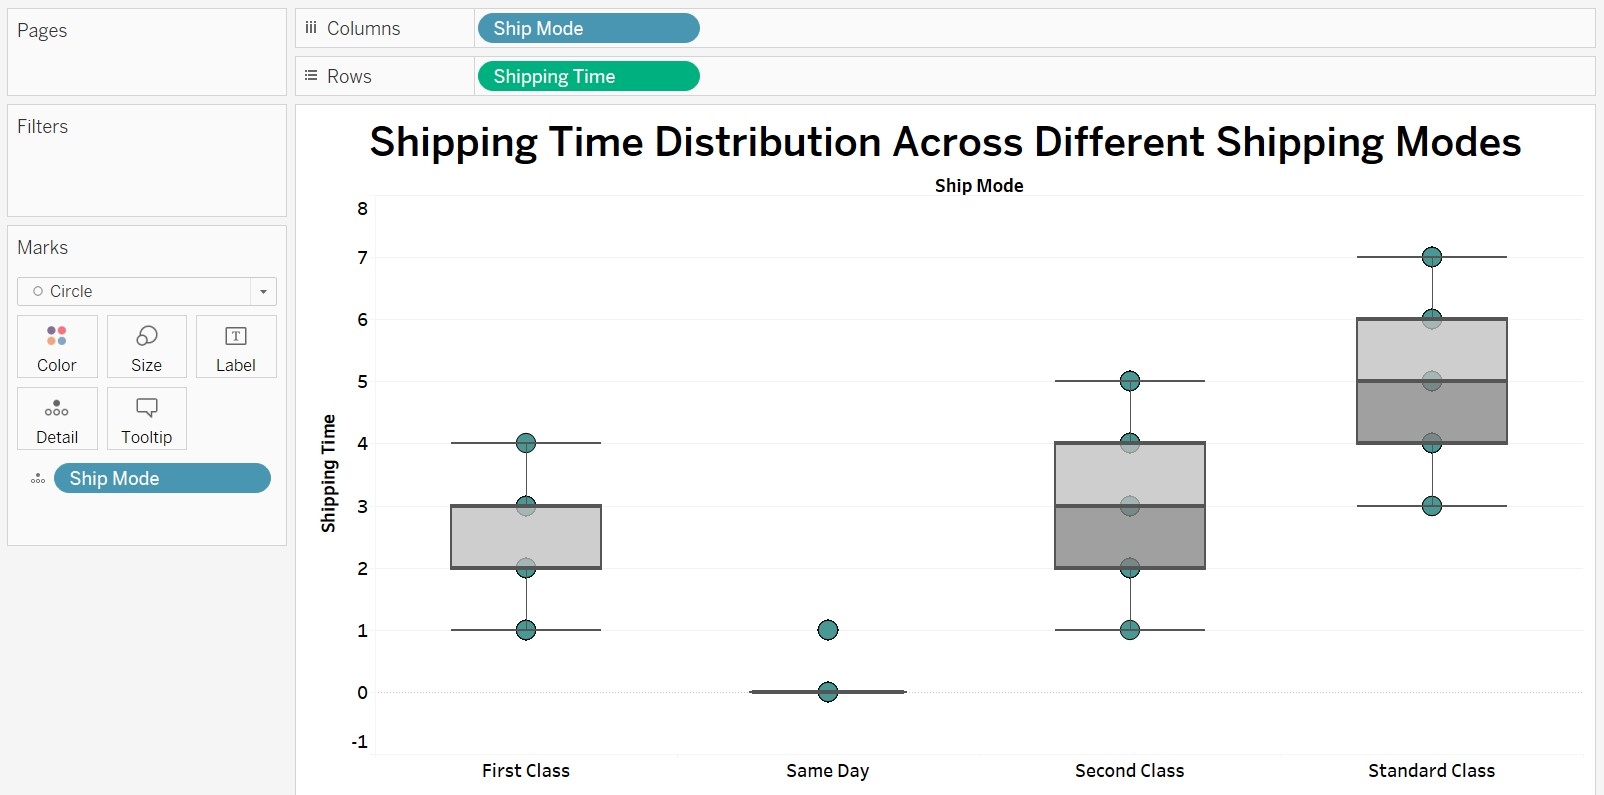 Pages
Columns
Ship Mode
Rows
Shipping Time
Filters
Marks
Circle
Color
Size
T
Label
Detail
Tooltip
Ship Mode
Shipping Time Distribution Across Different Shipping Modes
Ship Mode
8
7
6
5
4
3
2
1
0
-1
Shipping Time
First Class
Same Day
Second Class
Standard Class